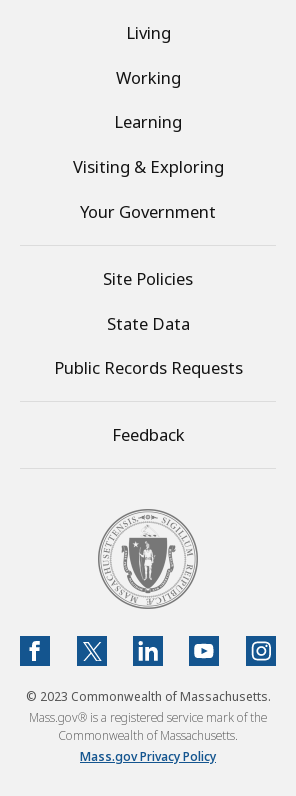 Living
Working
Learning
Visiting & Exploring
Your Government
Site Policies
State Data
Public Records Requests
Feedback
SIGILLUM REIPUBLICÆ MASSACHUSETTENSIS
© 2023 Commonwealth of Massachusetts.
Mass.gov® is a registered service mark of the
Commonwealth of Massachusetts.
Mass.gov Privacy Policy